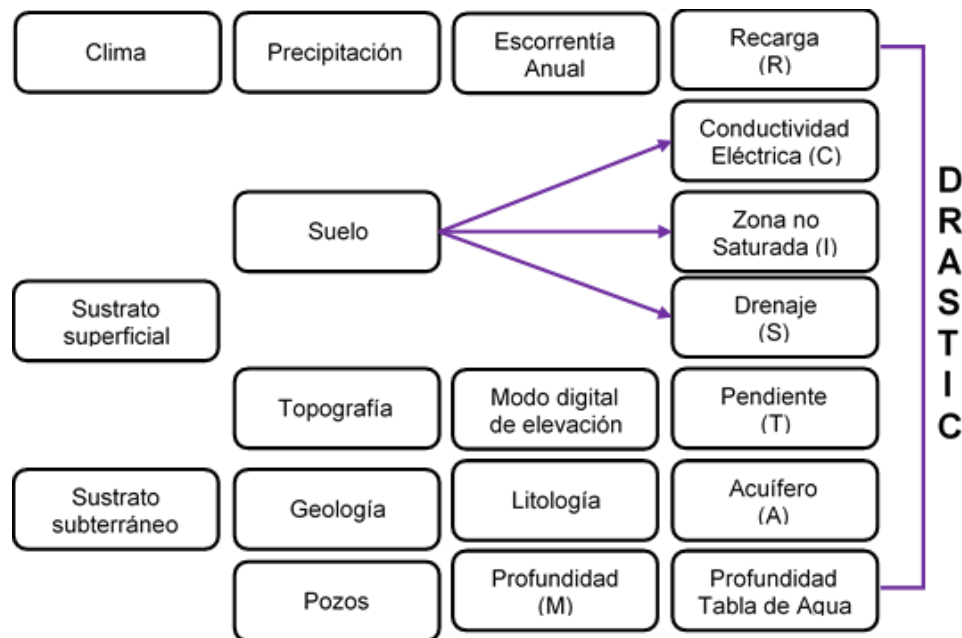 Clima
Precipitación
Escorrentía
Anual
Recarga
(R)
Conductividad
Eléctrica (C)
Suelo
Zona no
Saturada (I)
Drenaje
(S)
Sustrato
superficial
Topografía
Modo digital
de elevación
Pendiente
(T)
Sustrato
subterráneo
Geología
Litología
Acuífero
(A)
Pozos
Profundidad
(M)
Profundidad
Tabla de Agua
D
R
A
S
T
I
C